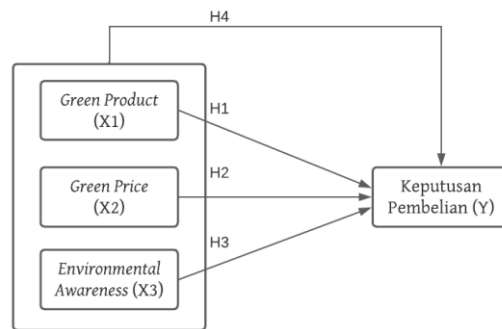 H4
Green Product
(X1)
H1
Green Price
(X2)
H2
Environmental
Awareness (X3)
H3
Keputusan
Pembelian (Y)